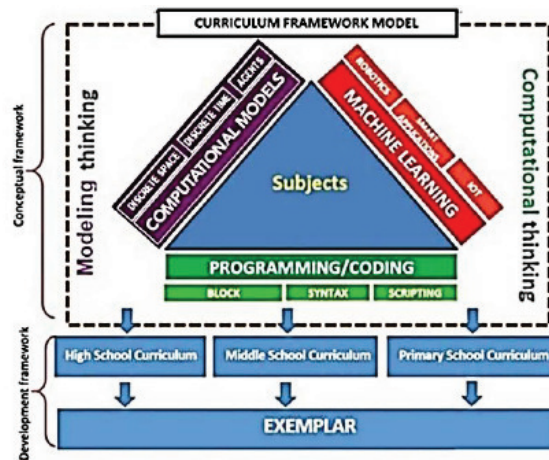 CURRICULUM FRAMEWORK MODEL
Conceptual framework
Modeling thinking
DISCRETE SPACE
DISCRETE TIME
AGENTS
COMPUTATIONAL MODELS
ROBOTICS
SMART APPLICATIONS
IOT
MACHINE LEARNING
Computational thinking
Subjects
PROGRAMMING/CODING
BLOCK
SYNTAX
SCRIPTING
Development framework
High School Curriculum
Middle School Curriculum
Primary School Curriculum
EXEMPLAR